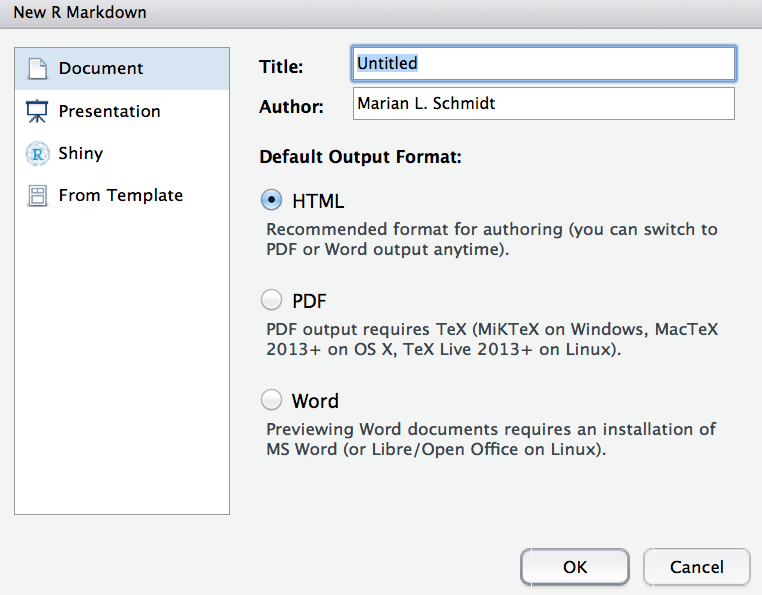 New R Markdown
Document
Presentation
R Shiny
From Template
Title: Untitled
Author: Marian L. Schmidt
Default Output Format:
HTML
Recommended format for authoring (you can switch to
PDF or Word output anytime).
PDF
PDF output requires TeX (MiKTeX on Windows, MacTeX
2013+ on OS X, TeX Live 2013+ on Linux).
Word
Previewing Word documents requires an installation of
MS Word (or Libre/Open Office on Linux).
OK Cancel